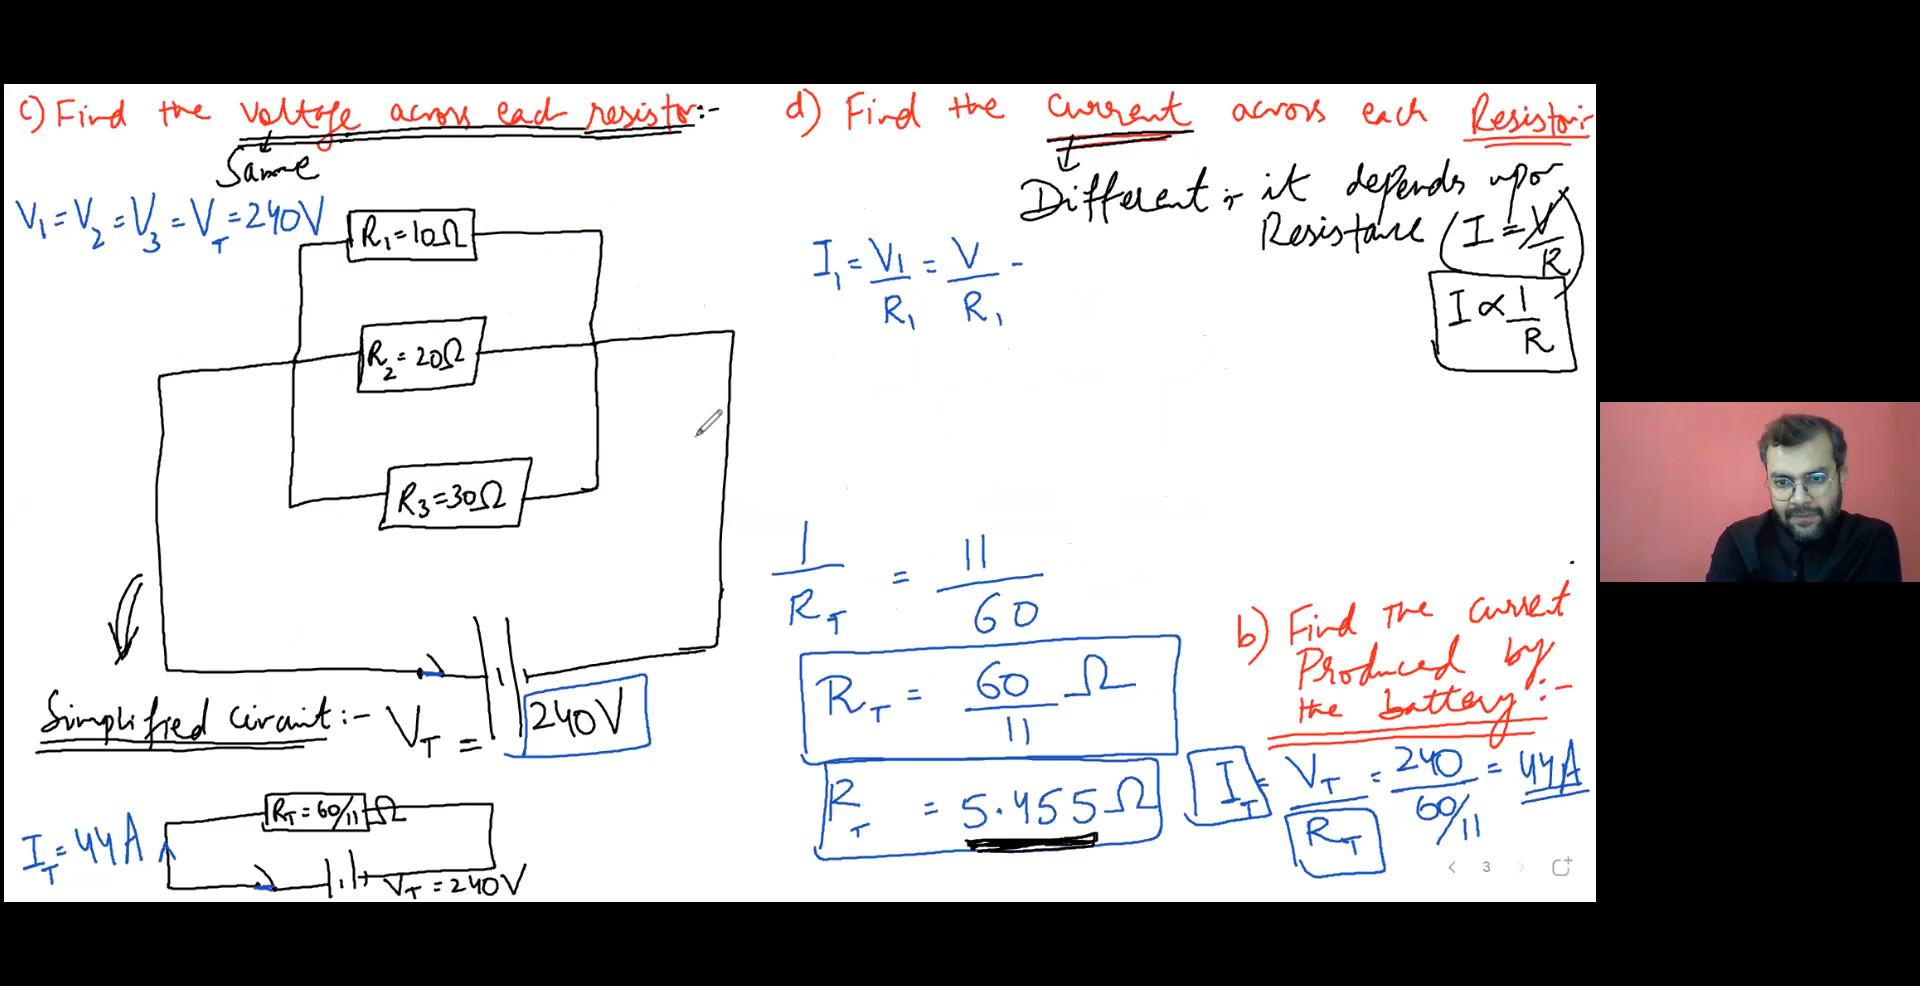 c) Find the voltage across each resistor:-
Same
V₁ = V₂ = V₃ = V_T = 240V
R₁=10Ω
R₂=20Ω
R₃=30Ω
Simplified circuit:-
V_T = 240V
R_T = 60/11 Ω
I_T = 44A
V_T = 240V
d) Find the current across each Resistor:-
Different :- it depends upon
Resistance (I = V/R)
I ∝ 1/R
I₁ = V₁/R₁ = V/R₁ -
1/R_T = 11/60
R_T = 60/11 Ω
R_T = 5.455Ω
b) Find the current
Produced by
the battery:-
I_T = V_T/R_T = 240/60/11 = 44A
< 3 >